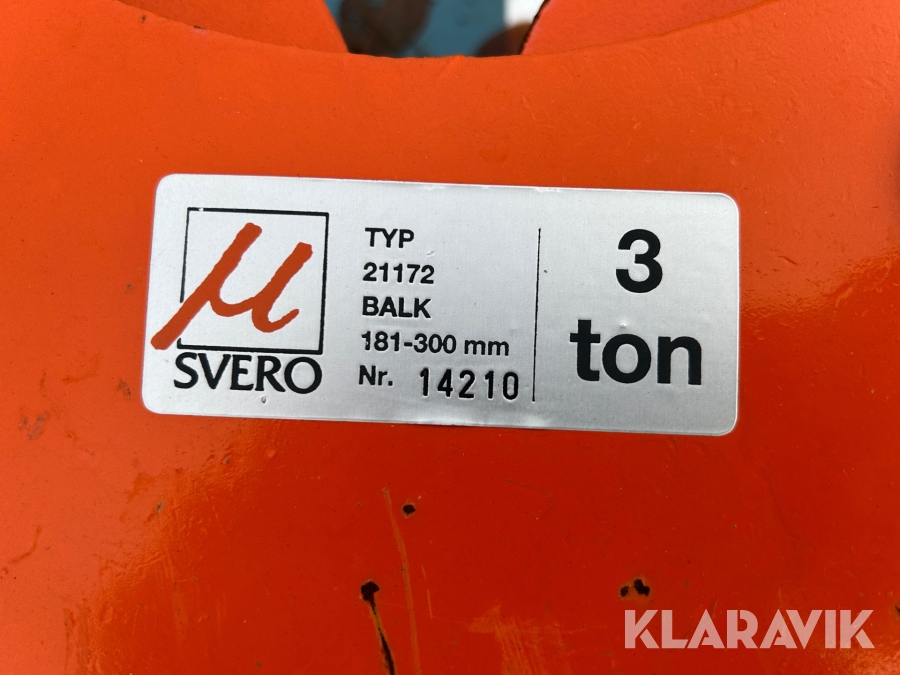 μ
SVERO
TYP
21172
BALK
181-300 mm
Nr. 14210
3
ton
KLARAVIK